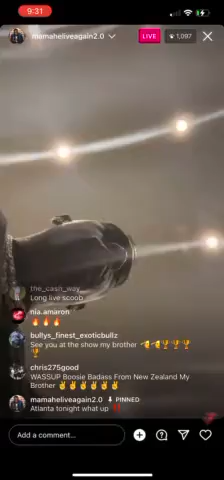 9:31
mamaheliveagain2.0
LIVE
1,097
the_cash_way
Long live scoob
nia.amaron
🔥🔥🔥
bullys_finest_exoticbullz
See you at the show my brother
chris275good
WASSUP Boosie Badass From New Zealand My
Brother ✌✌✌✌✌✌
mamaheliveagain2.0 PINNED
Atlanta tonight what up
Add a comment...